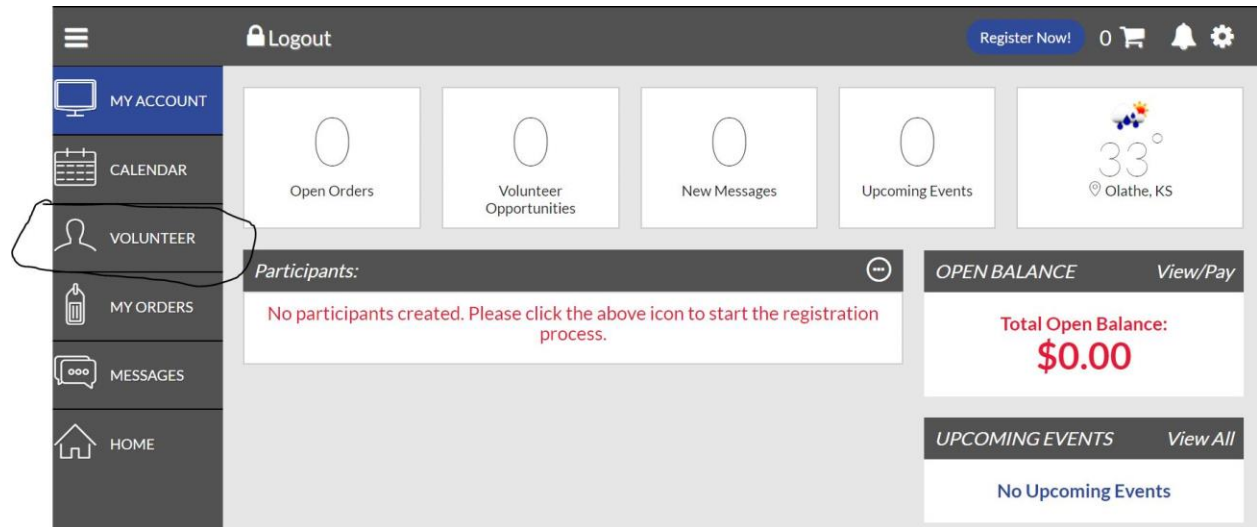 Logout
Register Now!
0
MY ACCOUNT
CALENDAR
VOLUNTEER
MY ORDERS
MESSAGES
HOME
0
Open Orders
0
Volunteer
Opportunities
0
New Messages
0
Upcoming Events
33°
Olathe, KS
Participants:
No participants created. Please click the above icon to start the registration
process.
OPEN BALANCE View/Pay
Total Open Balance:
$0.00
UPCOMING EVENTS View All
No Upcoming Events